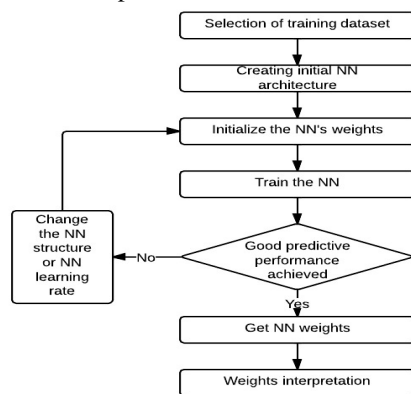 Selection of training dataset
Creating initial NN
architecture
Initialize the NN's weights
Train the NN
Change
the NN
structure
or NN
learning
rate
No
Good predictive
performance
achieved
Yes
Get NN weights
Weights interpretation